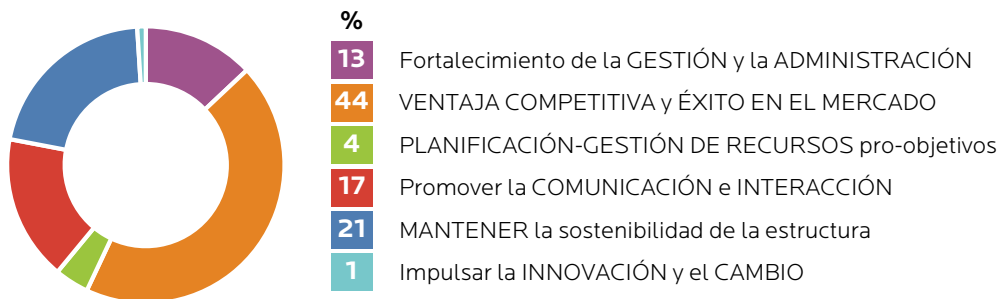 %
13 Fortalecimiento de la GESTIÓN y la ADMINISTRACIÓN
44 VENTAJA COMPETITIVA y ÉXITO EN EL MERCADO
4 PLANIFICACIÓN-GESTIÓN DE RECURSOS pro-objetivos
17 Promover la COMUNICACIÓN e INTERACCIÓN
21 MANTENER la sostenibilidad de la estructura
1 Impulsar la INNOVACIÓN y el CAMBIO